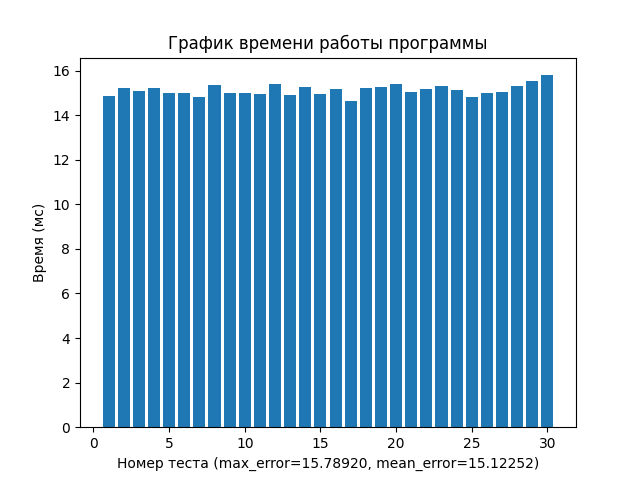 График времени работы программы
16
14
12
10
8
6
4
2
0
Время (мс)
0 5 10 15 20 25 30
Номер теста (max_error=15.78920, mean_error=15.12252)